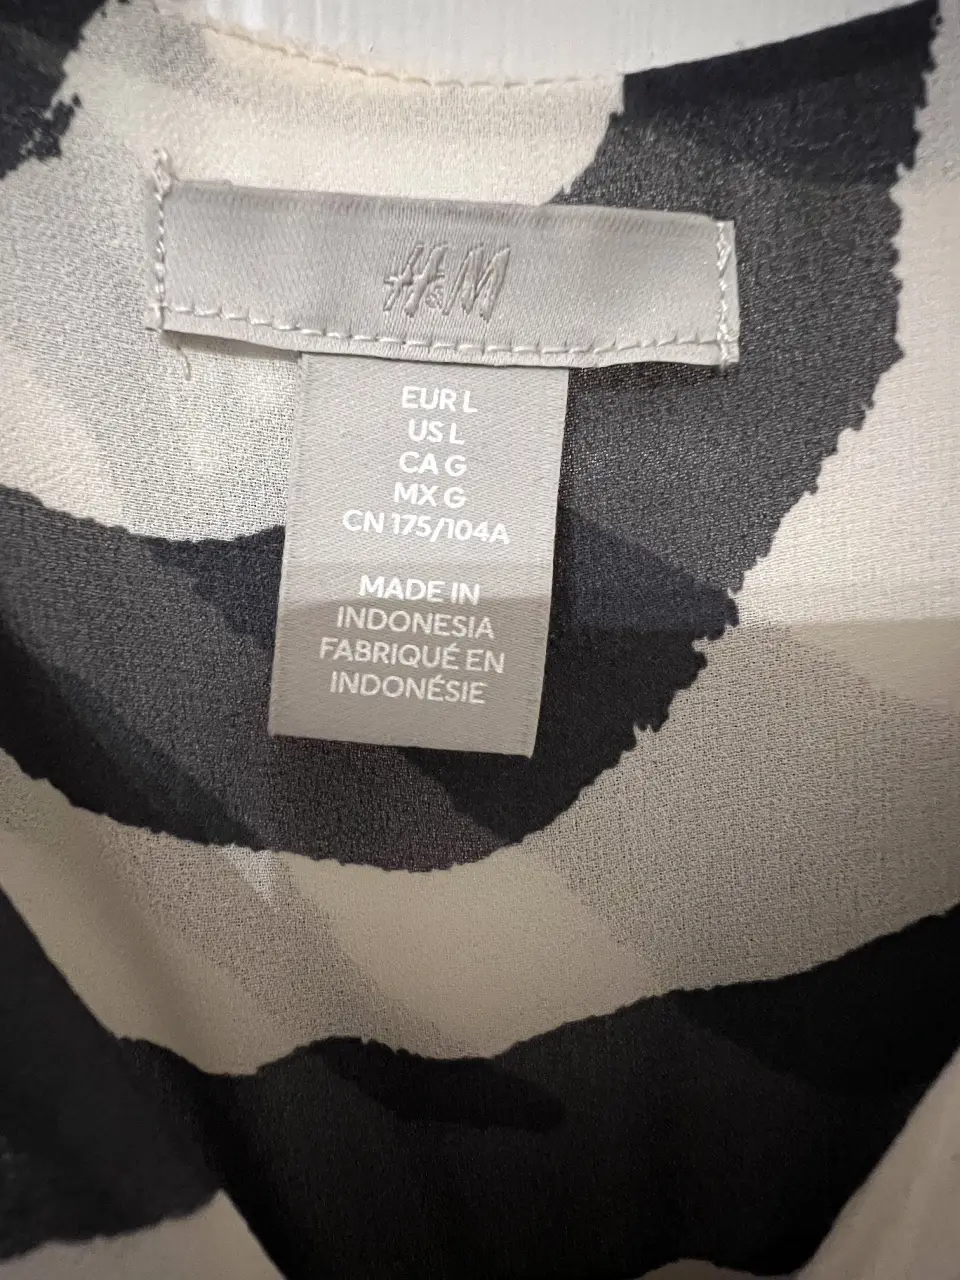 H&M
EUR L
US L
CA G
MX G
CN 175/104A
MADE IN
INDONESIA
FABRIQUÉ EN
INDONÉSIE